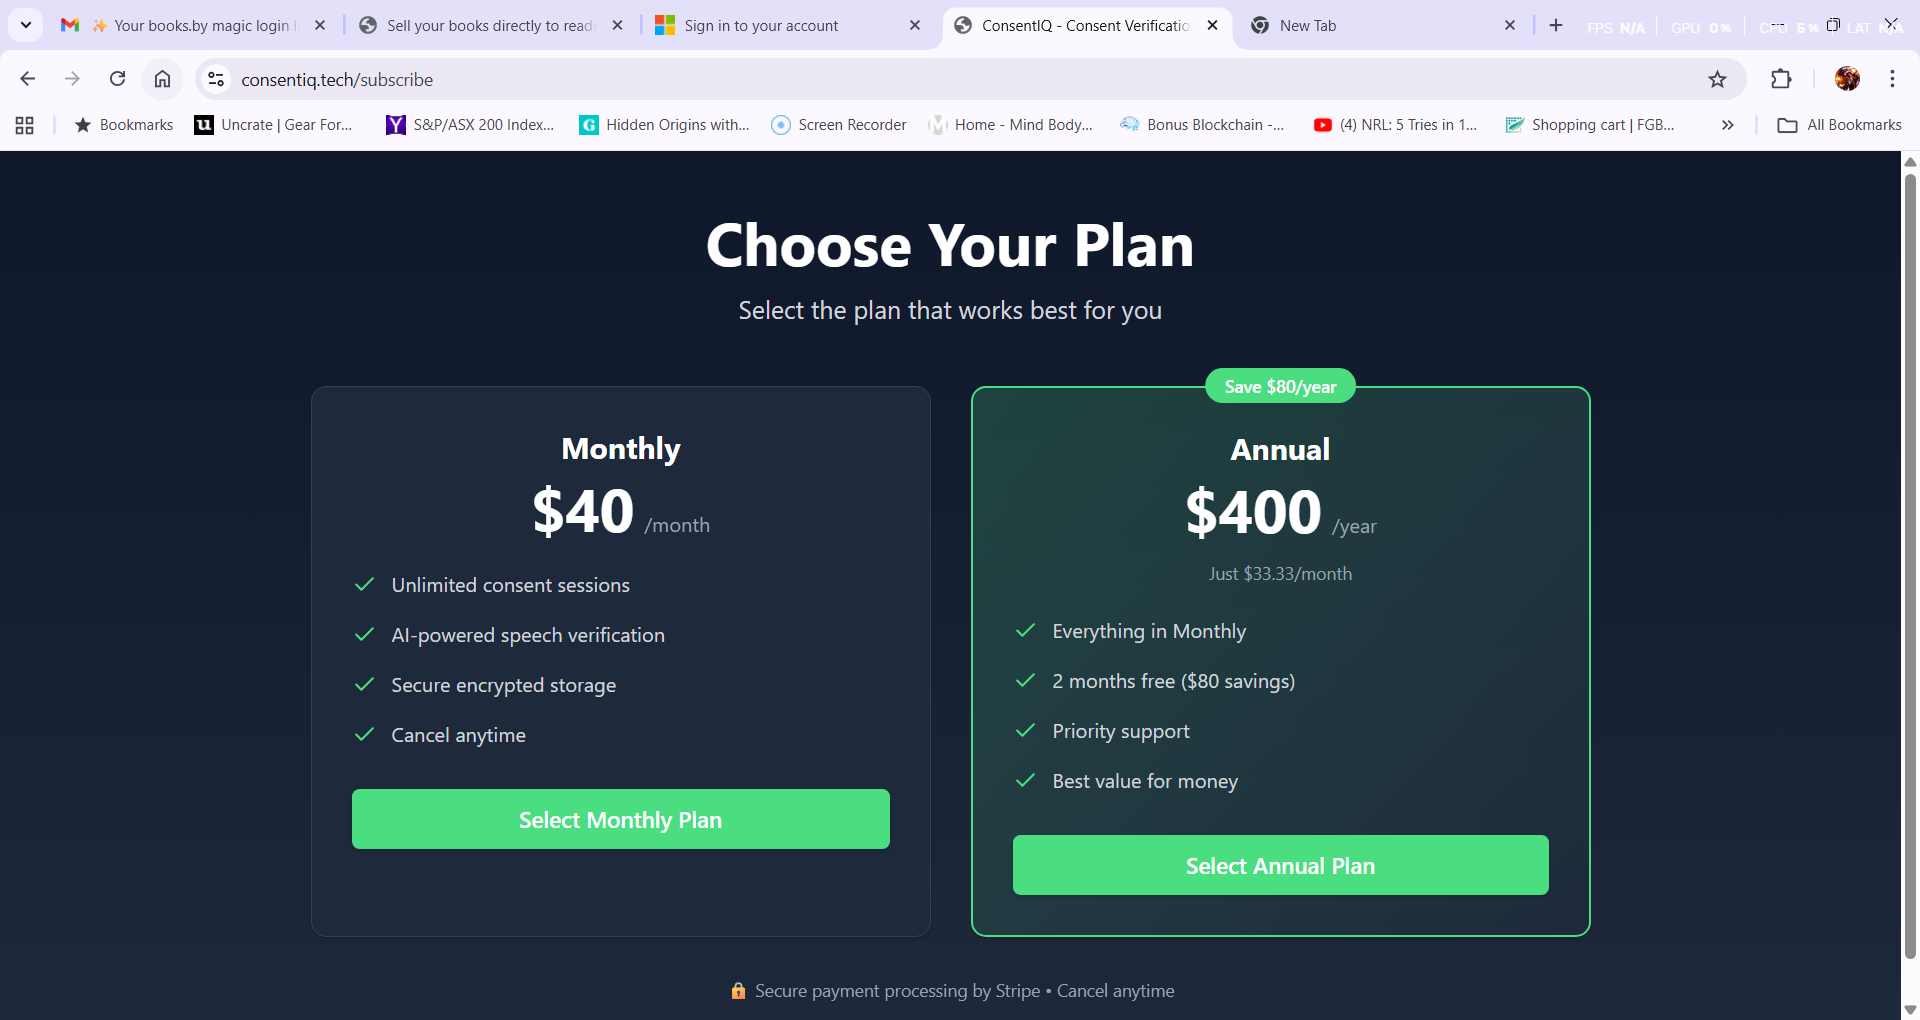 ✨ Your books.by magic login
Sell your books directly to reade
Sign in to your account
ConsentIQ - Consent Verificatio
New Tab
FPS N/A GPU 0% CPU 5% LAT N/A
consentiq.tech/subscribe
Bookmarks
Uncrate | Gear For...
S&P/ASX 200 Index...
Hidden Origins with...
Screen Recorder
Home - Mind Body...
Bonus Blockchain -...
(4) NRL: 5 Tries in 1...
Shopping cart | FGB...
All Bookmarks
Choose Your Plan
Select the plan that works best for you
Monthly
$40 /month
✓ Unlimited consent sessions
✓ AI-powered speech verification
✓ Secure encrypted storage
✓ Cancel anytime
Select Monthly Plan
Save $80/year
Annual
$400 /year
Just $33.33/month
✓ Everything in Monthly
✓ 2 months free ($80 savings)
✓ Priority support
✓ Best value for money
Select Annual Plan
🔒 Secure payment processing by Stripe • Cancel anytime